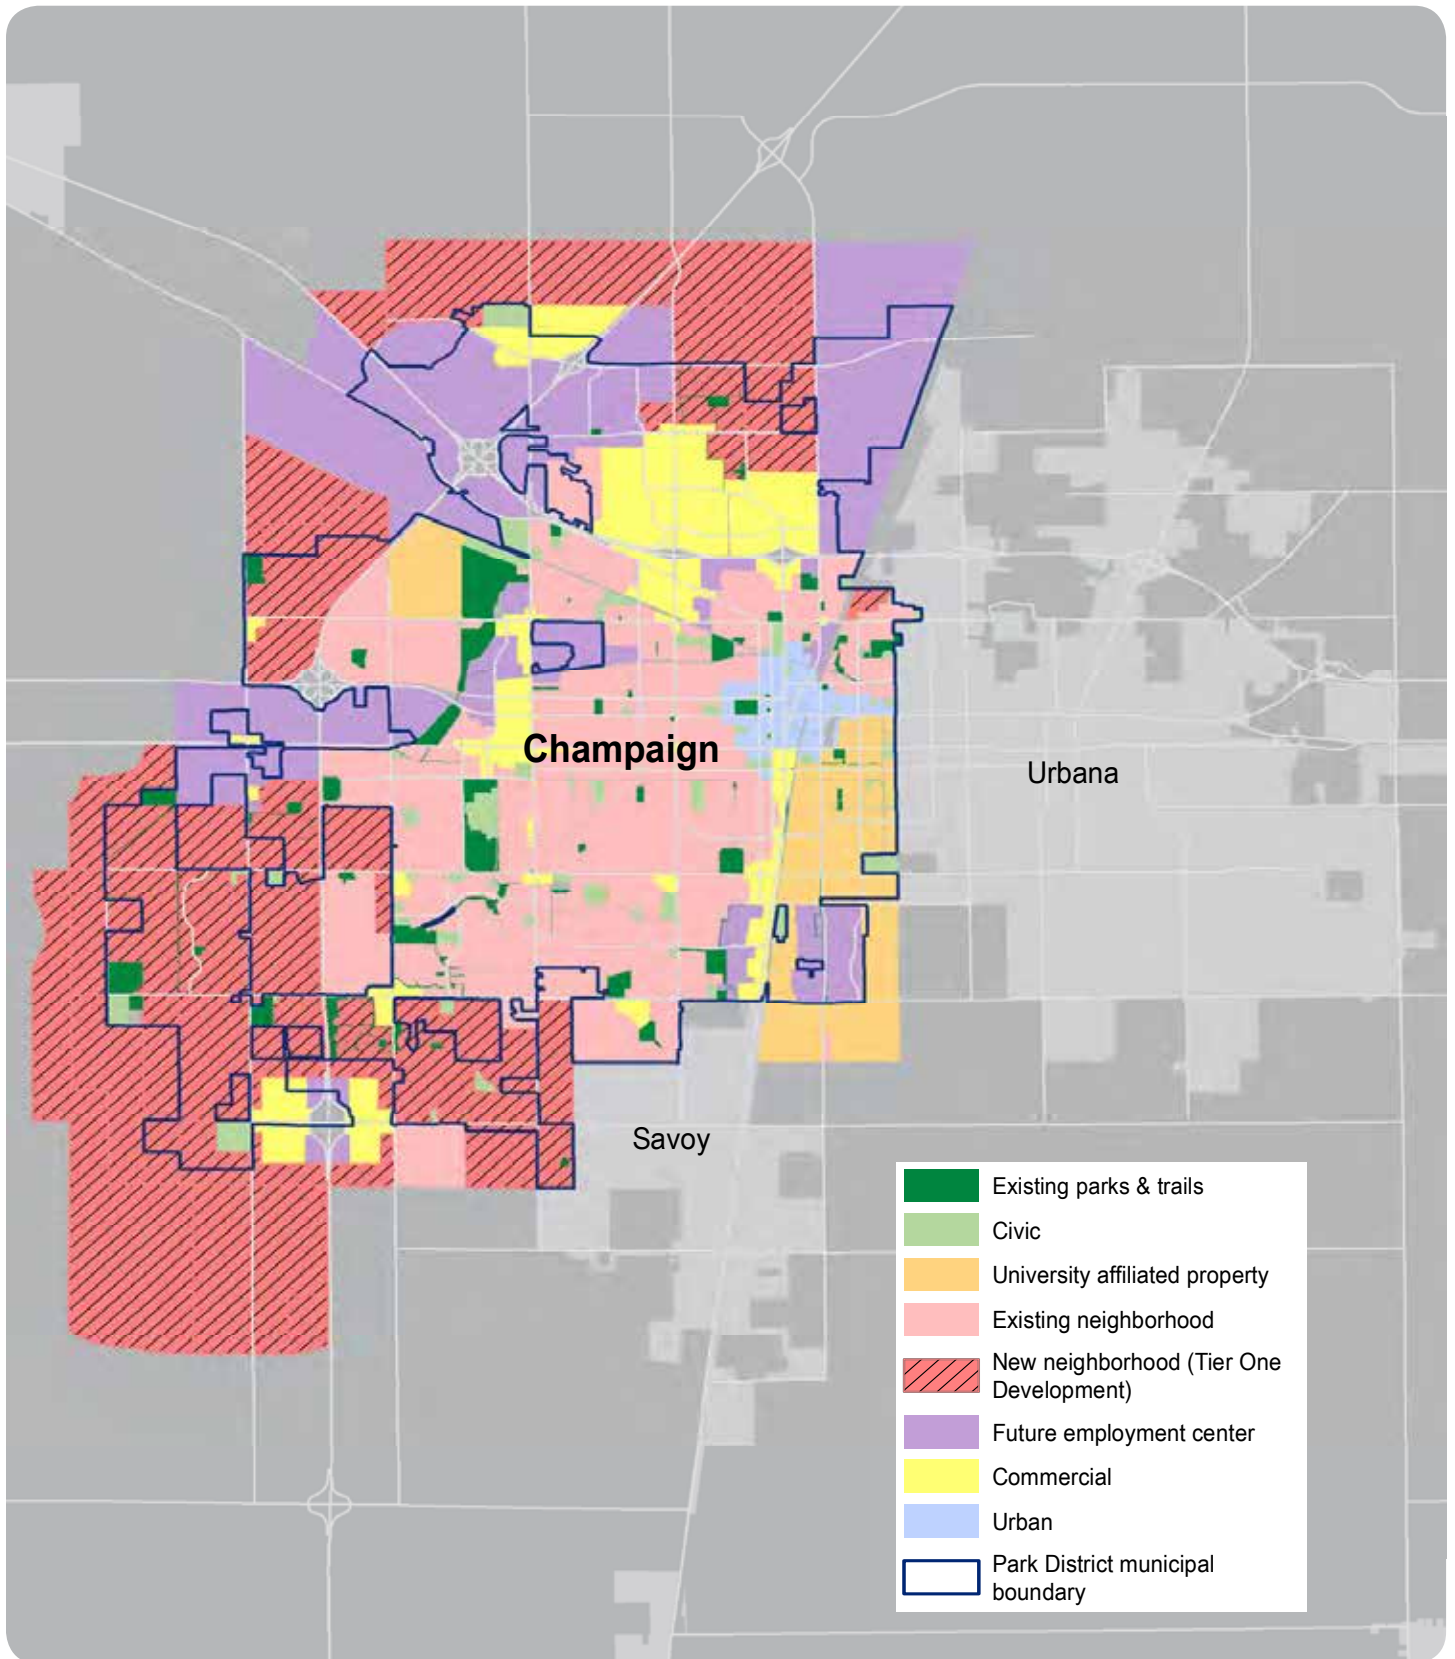 Champaign
Urbana
Savoy
Existing parks & trails
Civic
University affiliated property
Existing neighborhood
New neighborhood (Tier One
Development)
Future employment center
Commercial
Urban
Park District municipal
boundary